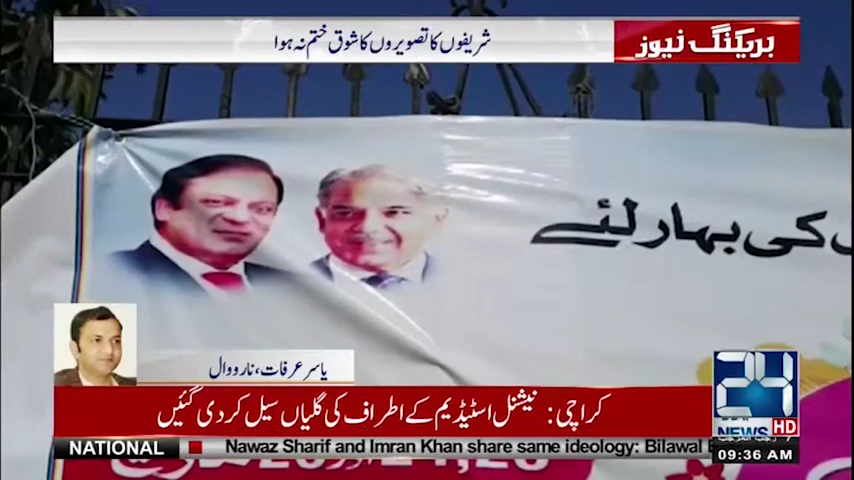 شریفوں کا تصویروں کا شوق ختم نہ ہوا
بریکنگ نیوز
کی بہار لئے
یاسر عرفات، نارووال
کراچی: نیشنل اسٹیڈیم کے اطراف کی گلیاں سیل کر دی گئیں
24
NEWS HD
NATIONAL
Nawaz Sharif and Imran Khan share same ideology: Bilawal B
09:36 AM